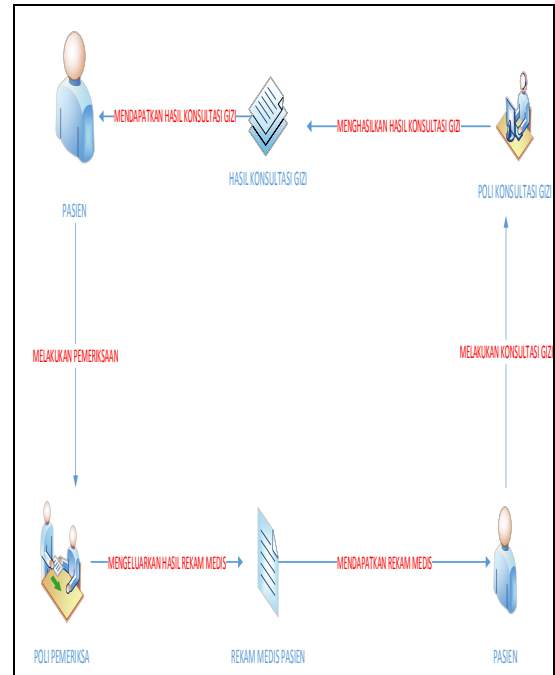 MENDAPATKAN HASIL KONSULTASI GIZI
MENGHASILKAN HASIL KONSULTASI GIZI
HASIL KONSULTASI GIZI
POLI KONSULTASI GIZI
PASIEN
MELAKUKAN PEMERIKSAAN
MELAKUKAN KONSULTASI GIZI
MENGELUARKAN HASIL REKAM MEDIS
MENDAPATKAN REKAM MEDIS
POLI PEMERIKSA
REKAM MEDIS PASIEN
PASIEN